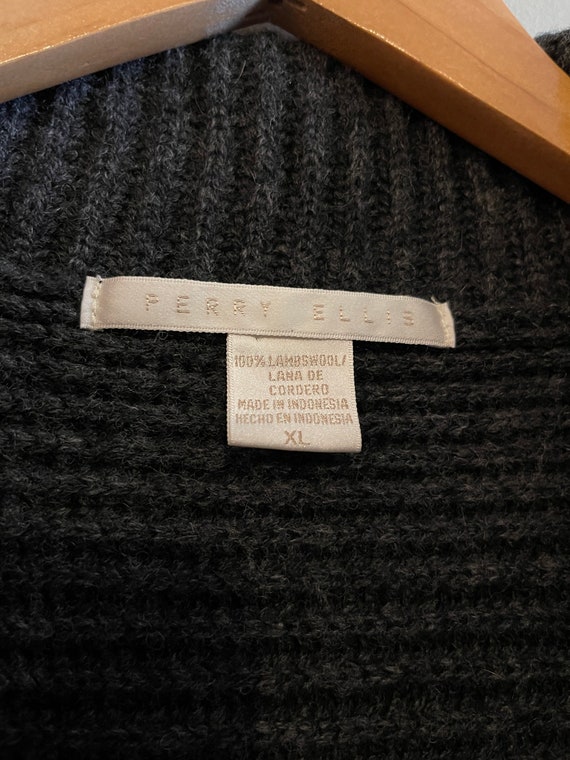 PERRY ELLIS
100% LAMBSWOOL/
LANA DE
CORDERO
MADE IN INDONESIA
HECHO EN INDONESIA
XL